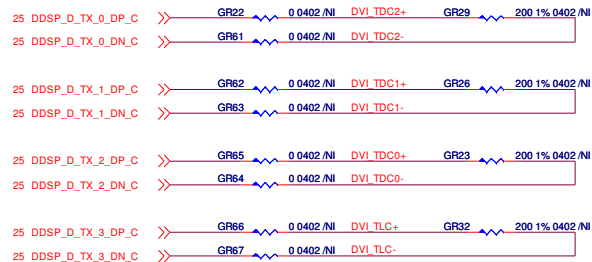 25 DDSP_D_TX_0_DP_C GR22 0 0402 /NI DVI_TDC2+ GR29 200 1% 0402 /NI
25 DDSP_D_TX_0_DN_C GR61 0 0402 /NI DVI_TDC2-
25 DDSP_D_TX_1_DP_C GR62 0 0402 /NI DVI_TDC1+ GR26 200 1% 0402 /NI
25 DDSP_D_TX_1_DN_C GR63 0 0402 /NI DVI_TDC1-
25 DDSP_D_TX_2_DP_C GR65 0 0402 /NI DVI_TDC0+ GR23 200 1% 0402 /NI
25 DDSP_D_TX_2_DN_C GR64 0 0402 /NI DVI_TDC0-
25 DDSP_D_TX_3_DP_C GR66 0 0402 /NI DVI_TLC+ GR32 200 1% 0402 /NI
25 DDSP_D_TX_3_DN_C GR67 0 0402 /NI DVI_TLC-